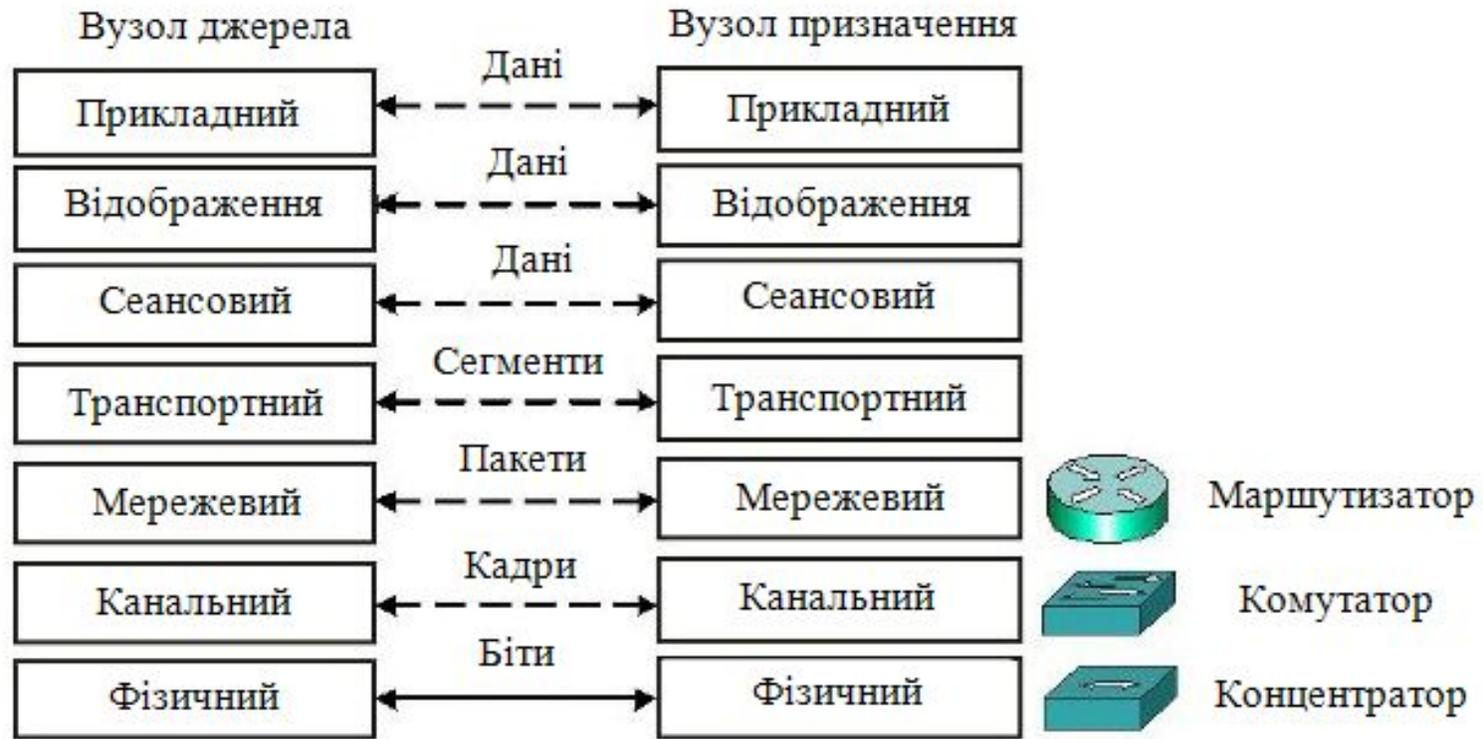 Вузол джерела
Вузол призначення
Дані
Прикладний
Прикладний
Дані
Відображення
Відображення
Дані
Сеансовий
Сеансовий
Сегменти
Транспортний
Транспортний
Пакети
Мережевий
Мережевий
Маршутизатор
Кадри
Канальний
Канальний
Комутатор
Біти
Фізичний
Фізичний
Концентратор